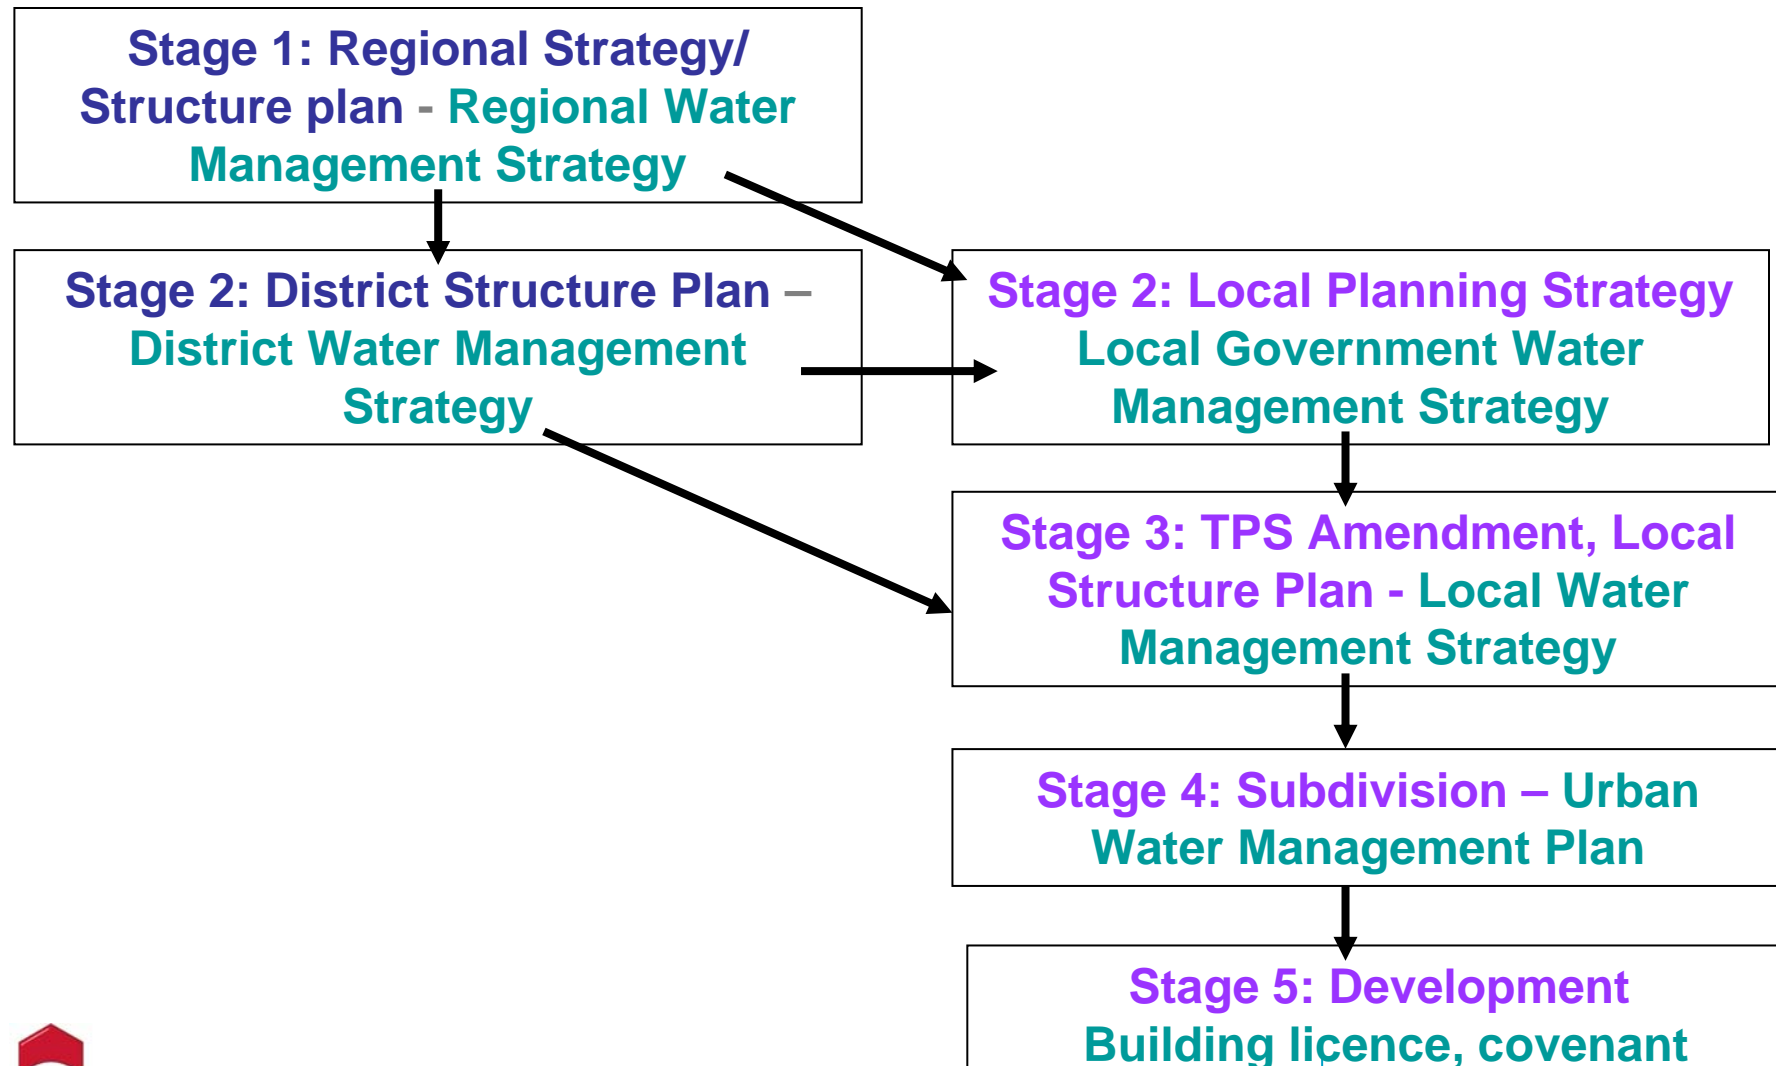 Stage 1: Regional Strategy/
Structure plan - Regional Water
Management Strategy
Stage 2: District Structure Plan –
District Water Management
Strategy
Stage 2: Local Planning Strategy
Local Government Water
Management Strategy
Stage 3: TPS Amendment, Local
Structure Plan - Local Water
Management Strategy
Stage 4: Subdivision – Urban
Water Management Plan
Stage 5: Development
Building licence, covenant